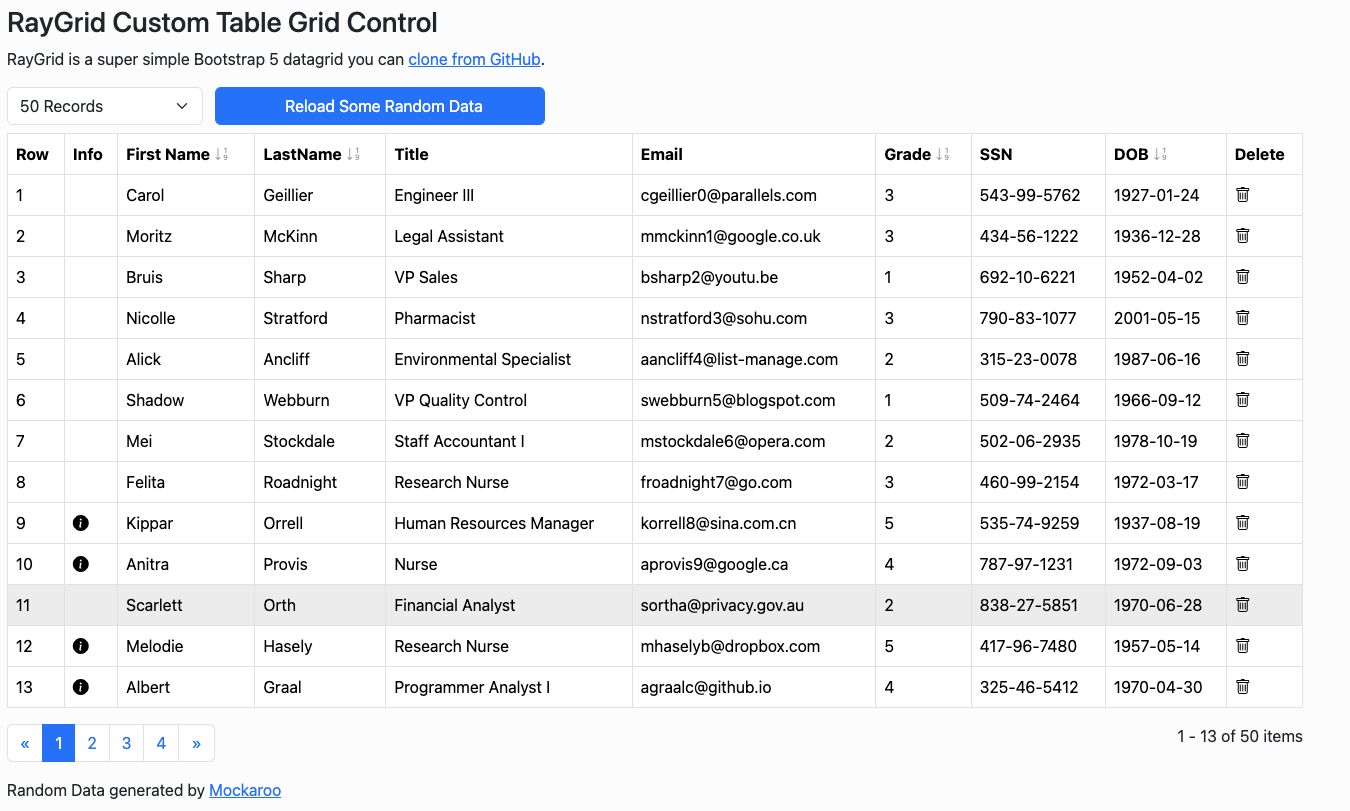 RayGrid Custom Table Grid Control
RayGrid is a super simple Bootstrap 5 datagrid you can clone from GitHub.
50 Records Reload Some Random Data
Row Info First Name LastName Title Email Grade SSN DOB Delete
1 Carol Geillier Engineer III cgeillier0@parallels.com 3 543-99-5762 1927-01-24
2 Moritz McKinn Legal Assistant mmckinn1@google.co.uk 3 434-56-1222 1936-12-28
3 Bruis Sharp VP Sales bsharp2@youtu.be 1 692-10-6221 1952-04-02
4 Nicolle Stratford Pharmacist nstratford3@sohu.com 3 790-83-1077 2001-05-15
5 Alick Ancliff Environmental Specialist aancliff4@list-manage.com 2 315-23-0078 1987-06-16
6 Shadow Webburn VP Quality Control swebburn5@blogspot.com 1 509-74-2464 1966-09-12
7 Mei Stockdale Staff Accountant I mstockdale6@opera.com 2 502-06-2935 1978-10-19
8 Felita Roadnight Research Nurse froadnight7@go.com 3 460-99-2154 1972-03-17
9 Kippar Orrell Human Resources Manager korrell8@sina.com.cn 5 535-74-9259 1937-08-19
10 Anitra Provis Nurse aprovis9@google.ca 4 787-97-1231 1972-09-03
11 Scarlett Orth Financial Analyst sortha@privacy.gov.au 2 838-27-5851 1970-06-28
12 Melodie Hasely Research Nurse mhaselyb@dropbox.com 5 417-96-7480 1957-05-14
13 Albert Graal Programmer Analyst I agraalc@github.io 4 325-46-5412 1970-04-30
« 1 2 3 4 » 1 - 13 of 50 items
Random Data generated by Mockaroo